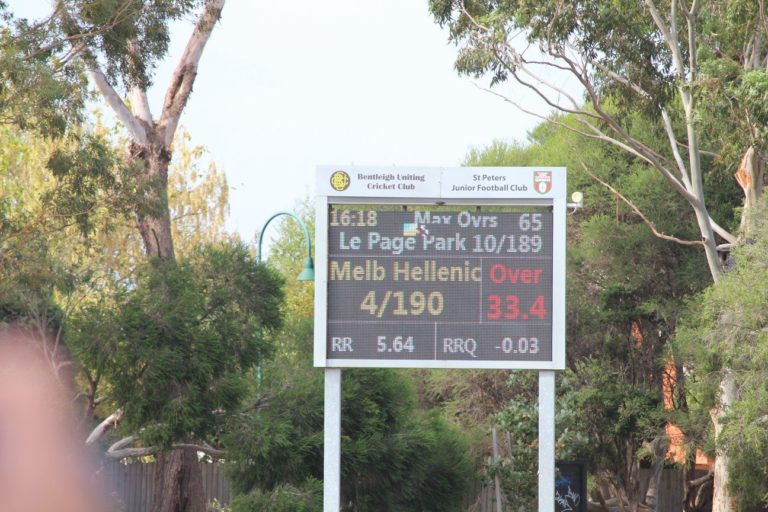 Bentleigh Uniting
Cricket Club
St Peters
Junior Football Club
16:18 Max Ovrs 65
Le Page Park 10/189
Melb Hellenic Over
4/190 33.4
RR 5.64 RRQ -0.03